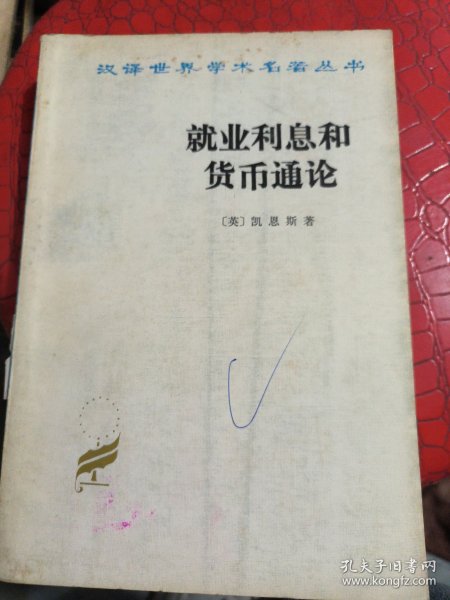 汉译世界学术名著丛书
就业利息和
货币通论
〔英〕凯恩斯著
孔夫子旧书网
www.kongfz.com